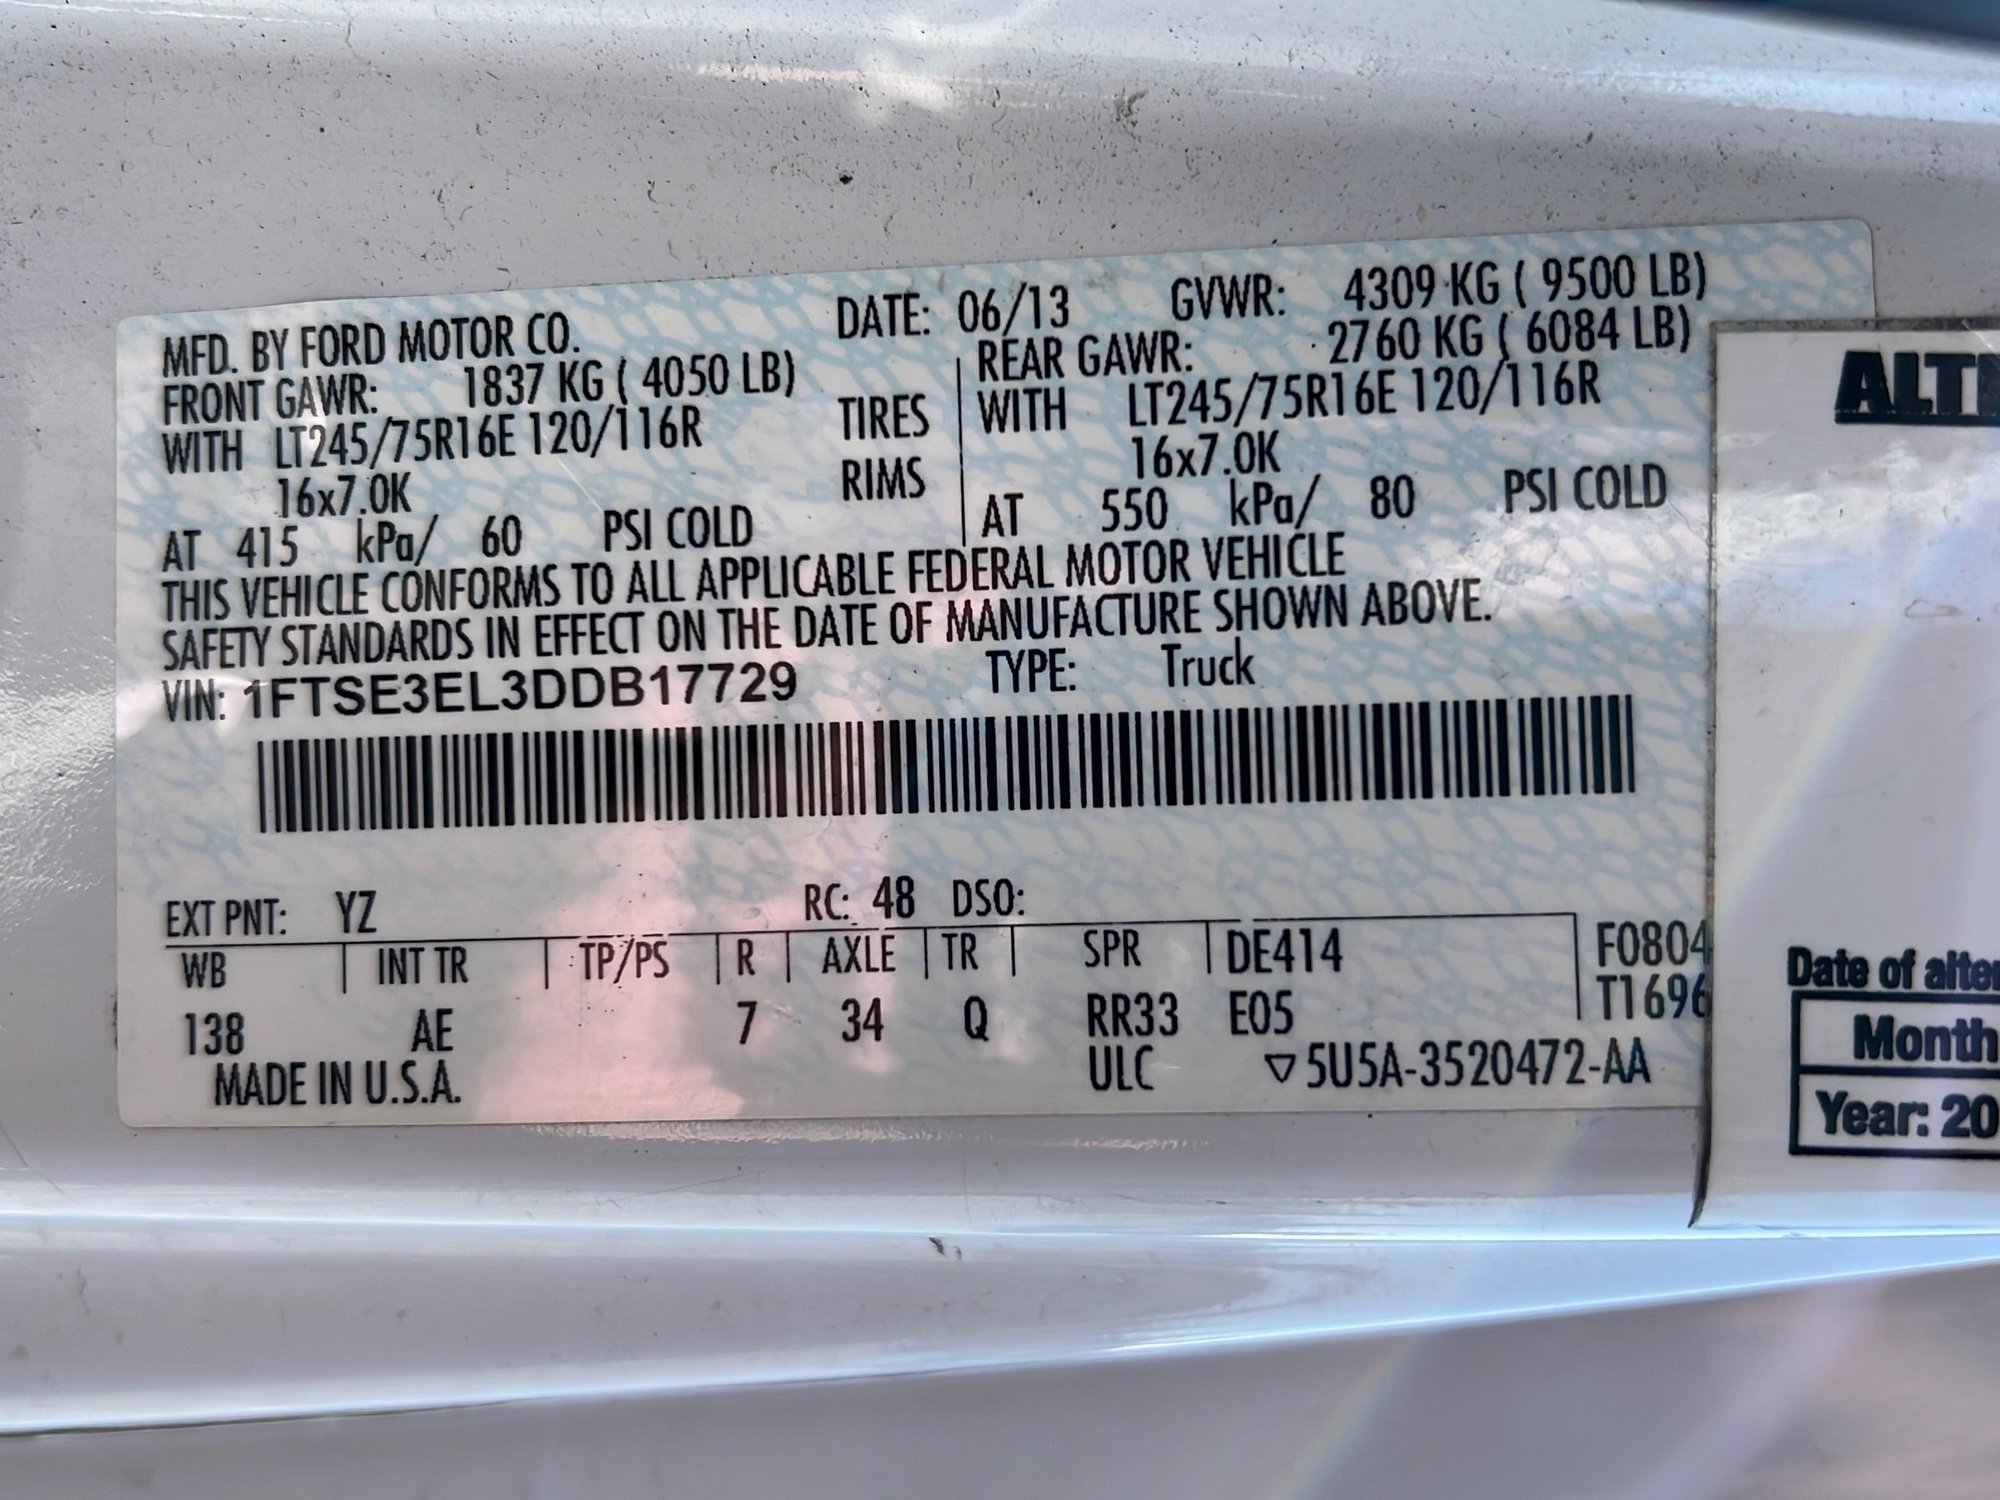 MFD. BY FORD MOTOR CO. DATE: 06/13 GVWR: 4309 KG ( 9500 LB)
FRONT GAWR: 1837 KG ( 4050 LB) REAR GAWR: 2760 KG ( 6084 LB)
WITH LT245/75R16E 120/116R TIRES WITH LT245/75R16E 120/116R
16x7.0K RIMS 16x7.0K
AT 415 kPa/ 60 PSI COLD AT 550 kPa/ 80 PSI COLD
THIS VEHICLE CONFORMS TO ALL APPLICABLE FEDERAL MOTOR VEHICLE
SAFETY STANDARDS IN EFFECT ON THE DATE OF MANUFACTURE SHOWN ABOVE.
VIN: 1FTSE3EL3DDB17729 TYPE: Truck
EXT PNT: YZ RC: 48 DSO:
WB INT TR TP/PS R AXLE TR SPR DE414 F0804
138 AE 7 34 Q RR33 E05 T1696
MADE IN U.S.A. ULC ▽5U5A-3520472-AA
ALT
Date of alte
Month
Year: 20